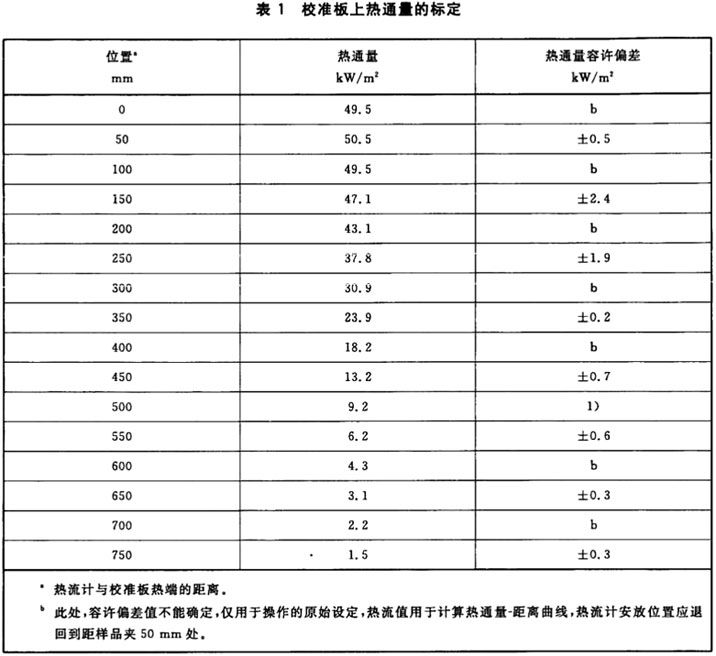 表 1 校准板上热通量的标定
位置ᵃ 热通量 热通量容许偏差
mm kW/m² kW/m²
0 49.5 b
50 50.5 ±0.5
100 49.5 b
150 47.1 ±2.4
200 43.1 b
250 37.8 ±1.9
300 30.9 b
350 23.9 ±0.2
400 18.2 b
450 13.2 ±0.7
500 9.2 1)
550 6.2 ±0.6
600 4.3 b
650 3.1 ±0.3
700 2.2 b
750 1.5 ±0.3
ᵃ 热流计与校准板热端的距离。
ᵇ 此处,容许偏差值不能确定,仅用于操作的原始设定,热流值用于计算热通量-距离曲线,热流计安放位置应退
回到距样品夹 50 mm 处。